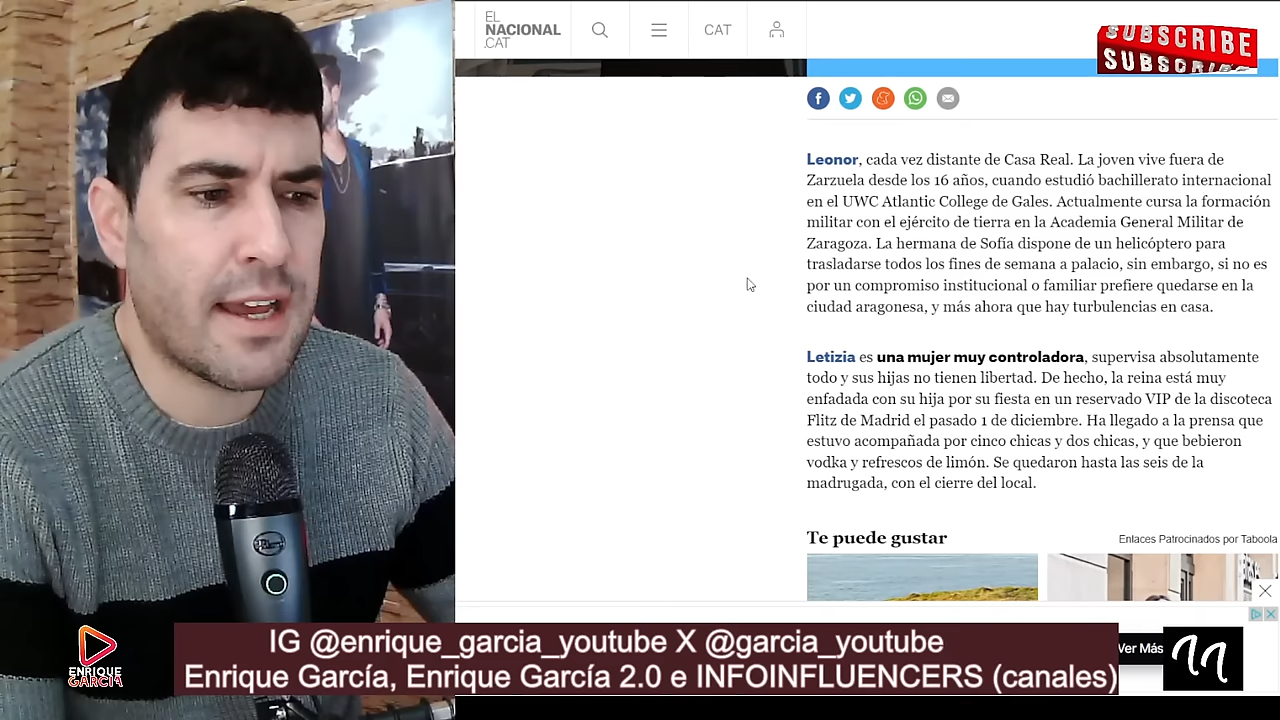 EL
NACIONAL
.CAT
CAT
SUBSCRIBE
SUBSCRIBE
Leonor, cada vez distante de Casa Real. La joven vive fuera de
Zarzuela desde los 16 años, cuando estudió bachillerato internacional
en el UWC Atlantic College de Gales. Actualmente cursa la formación
militar con el ejército de tierra en la Academia General Militar de
Zaragoza. La hermana de Sofía dispone de un helicóptero para
trasladarse todos los fines de semana a palacio, sin embargo, si no es
por un compromiso institucional o familiar prefiere quedarse en la
ciudad aragonesa, y más ahora que hay turbulencias en casa.
Letizia es una mujer muy controladora, supervisa absolutamente
todo y sus hijas no tienen libertad. De hecho, la reina está muy
enfadada con su hija por su fiesta en un reservado VIP de la discoteca
Flitz de Madrid el pasado 1 de diciembre. Ha llegado a la prensa que
estuvo acompañada por cinco chicas y dos chicas, y que bebieron
vodka y refrescos de limón. Se quedaron hasta las seis de la
madrugada, con el cierre del local.
Te puede gustar
Enlaces Patrocinados por Taboola
Ver Más
IG @enrique_garcia_youtube X @garcia_youtube
Enrique García, Enrique García 2.0 e INFOINFLUENCERS (canales)
ENRIQUE
GARCÍA